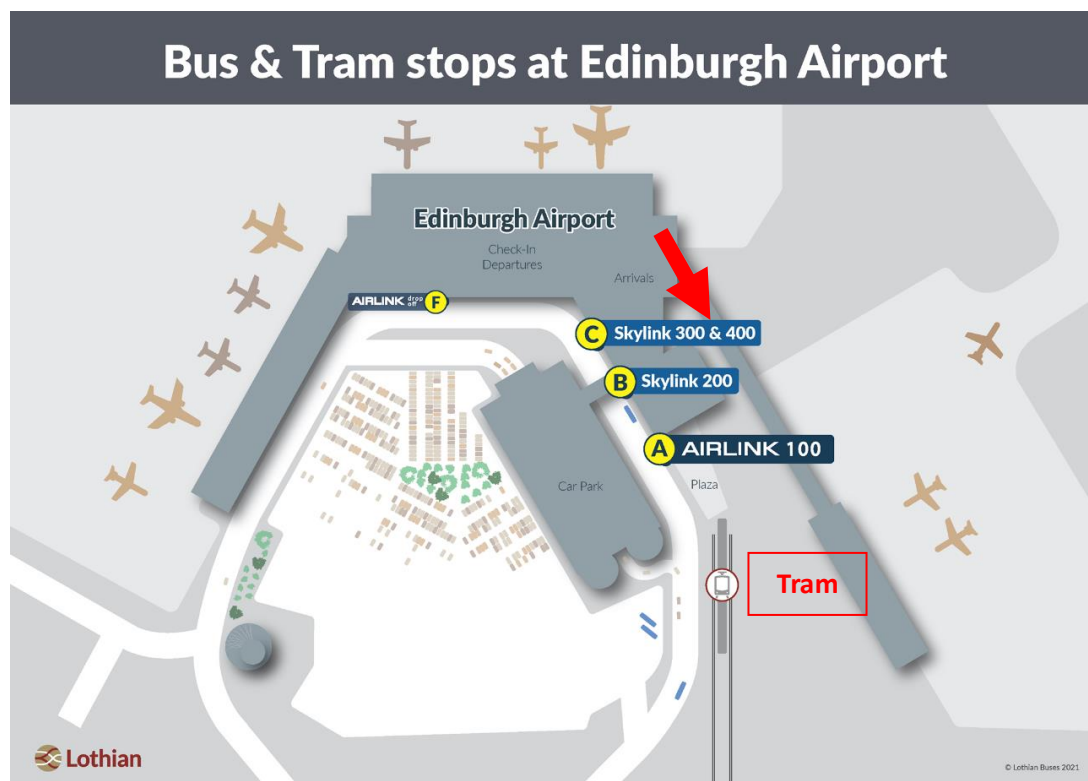 Bus & Tram stops at Edinburgh Airport
Edinburgh Airport
Check-In
Departures
Arrivals
AIRLINK drop off F
C Skylink 300 & 400
B Skylink 200
A AIRLINK 100
Car Park
Plaza
Tram
Lothian
© Lothian Buses 2021